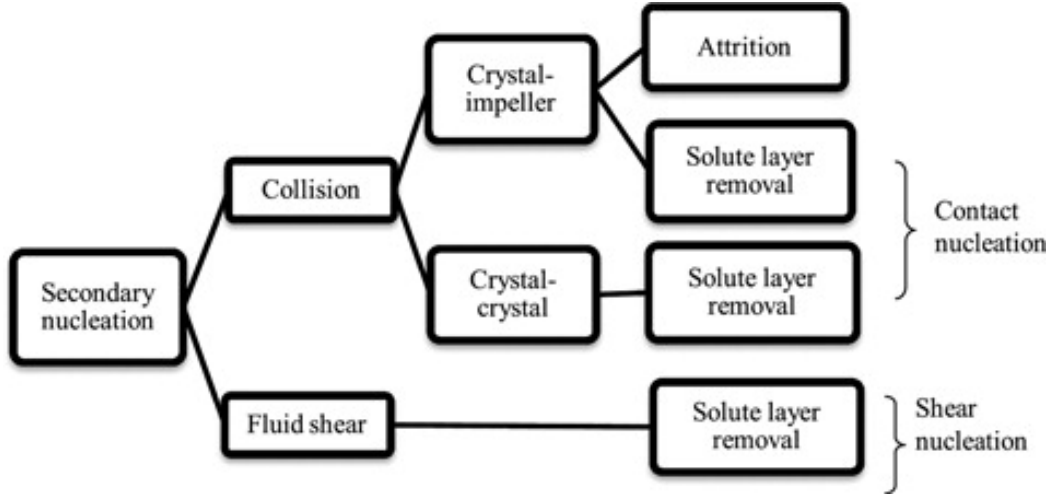 Attrition
Crystal-
impeller
Solute layer
removal
Collision
Contact
nucleation
Secondary
nucleation
Crystal-
crystal
Solute layer
removal
Fluid shear
Solute layer
removal
Shear
nucleation